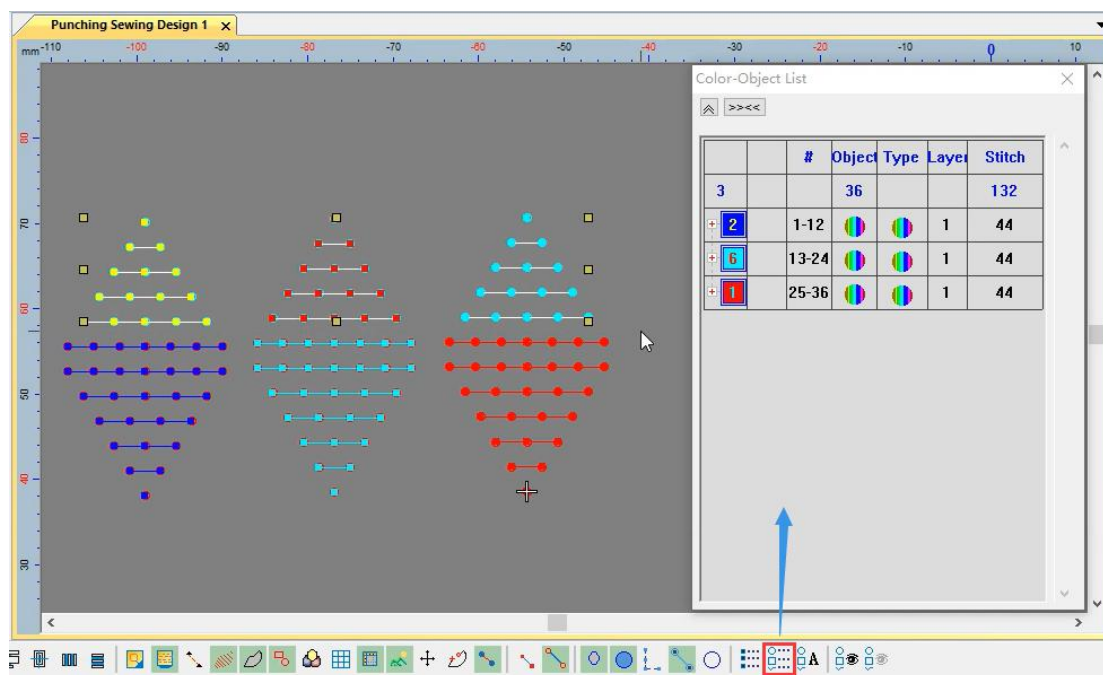 Punching Sewing Design 1 x
mm -110 -100 -90 -80 -70 -60 -50 -40 -30 -20 -10 0 10
Color-Object List
>><<
# Object Type Layer Stitch
3 36 132
2 1-12 1 44
6 13-24 1 44
1 25-36 1 44
80
70
60
50
40
30
A